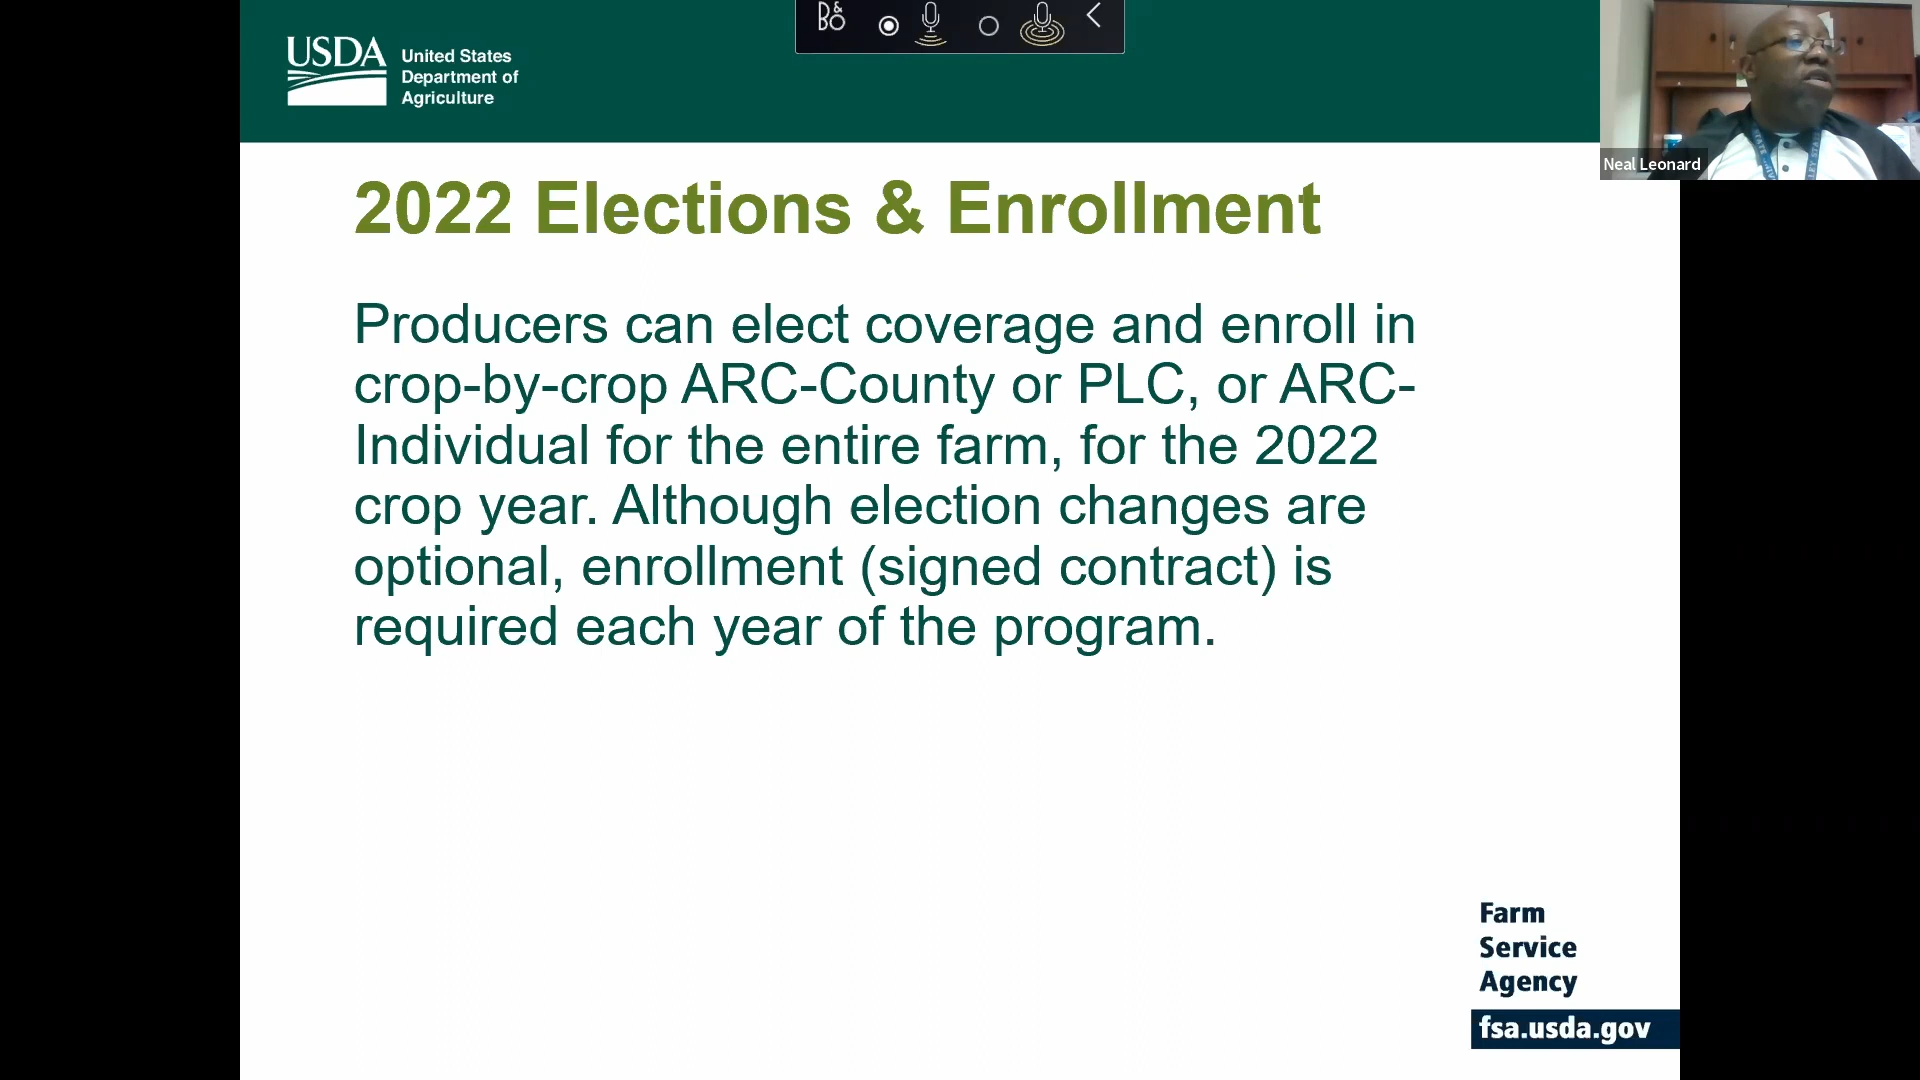 B&O
USDA
United States
Department of
Agriculture
Neal Leonard
2022 Elections & Enrollment
Producers can elect coverage and enroll in
crop-by-crop ARC-County or PLC, or ARC-
Individual for the entire farm, for the 2022
crop year. Although election changes are
optional, enrollment (signed contract) is
required each year of the program.
Farm
Service
Agency
fsa.usda.gov